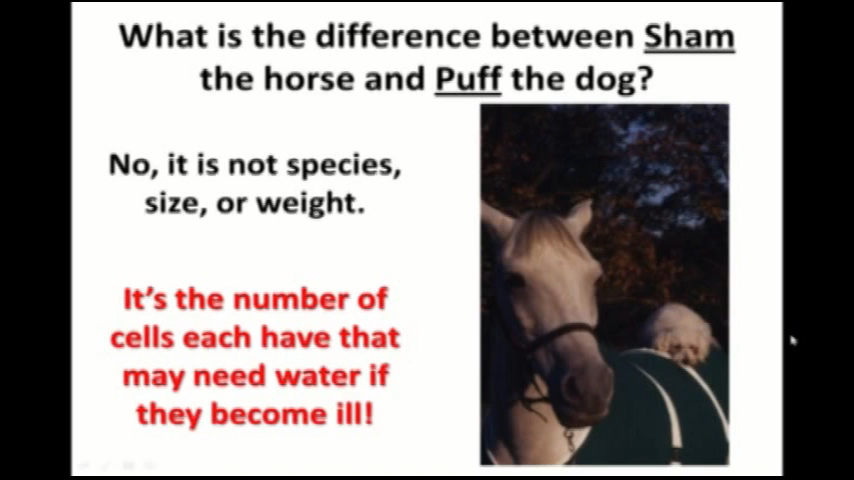 What is the difference between Sham
the horse and Puff the dog?
No, it is not species,
size, or weight.
It's the number of
cells each have that
may need water if
they become ill!